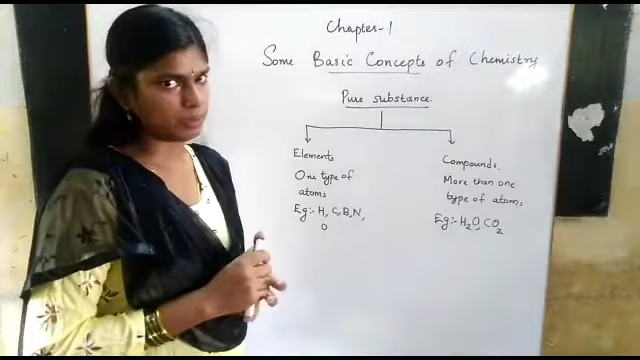 Chapter-1
Some Basic Concepts of Chemistry
Pure substance.
Elements
One type of
atoms
Eg:- H, C, B, N,
O
Compounds.
More than one
type of atoms,
Eg:- H₂O, CO₂